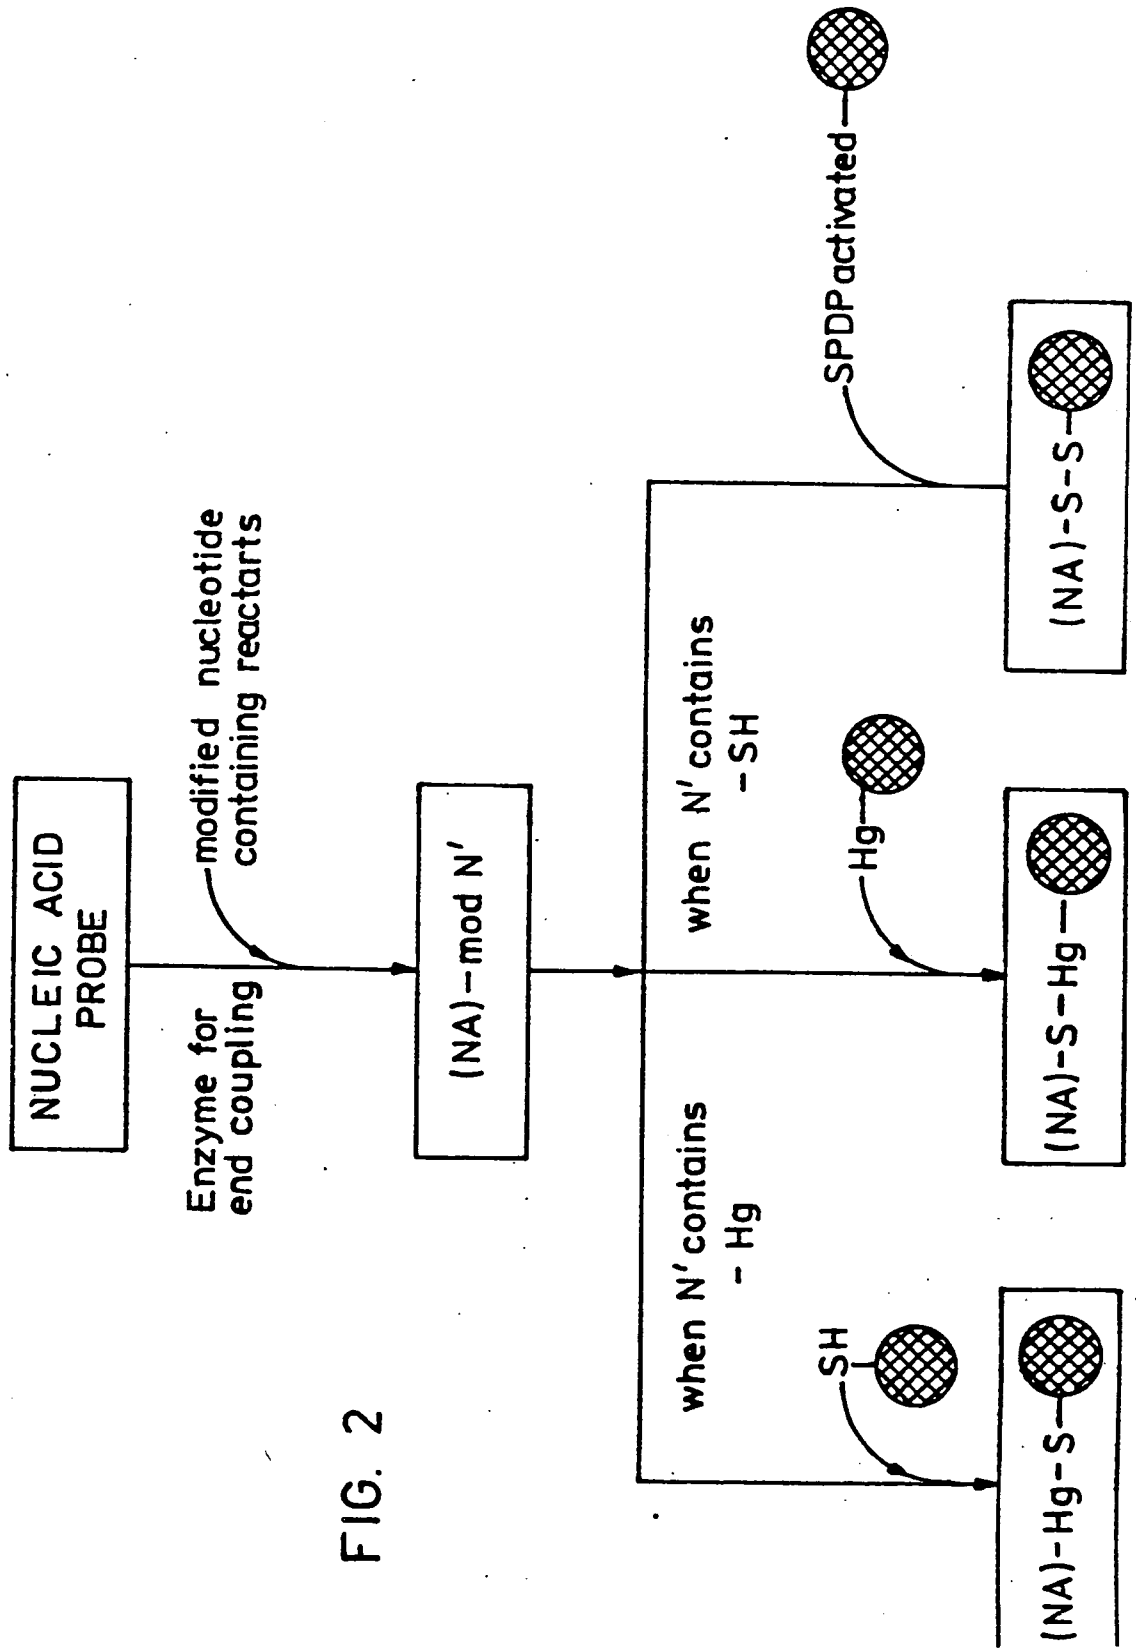 NUCLEIC ACID
PROBE
Enzyme for
end coupling
modified nucleotide
containing reactarts
(NA)-mod N'
when N' contains
- Hg
when N' contains
- SH
SH
Hg
SPDP activated
(NA)-Hg-S
(NA)-S-Hg
(NA)-S-S
FIG. 2